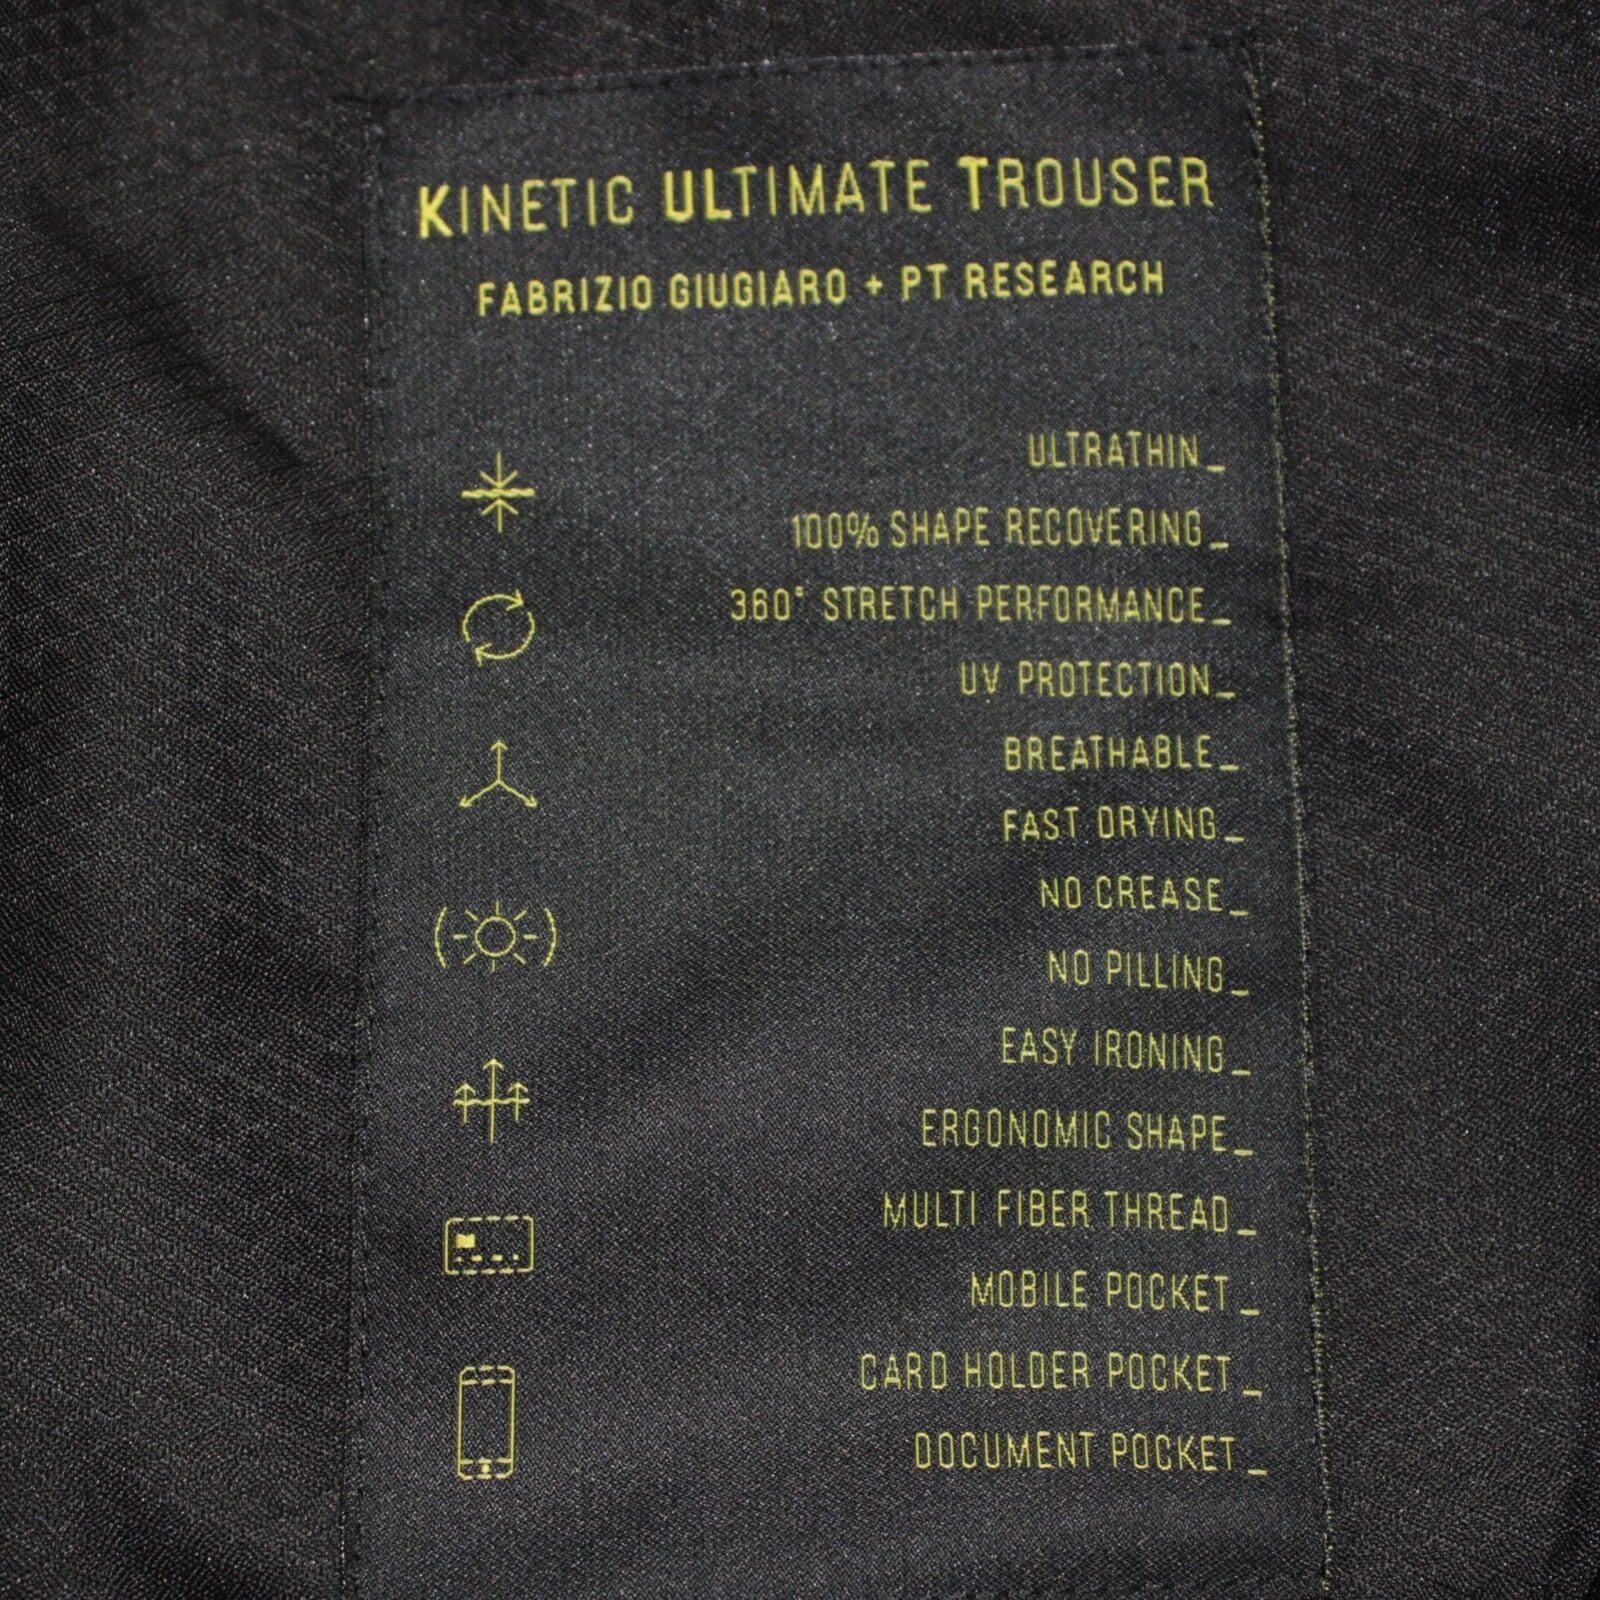 KINETIC ULTIMATE TROUSER
FABRIZIO GIUGIARO + PT RESEARCH
ULTRATHIN_
100% SHAPE RECOVERING_
360° STRETCH PERFORMANCE_
UV PROTECTION_
BREATHABLE_
FAST DRYING_
NO CREASE_
NO PILLING_
EASY IRONING_
ERGONOMIC SHAPE_
MULTI FIBER THREAD_
MOBILE POCKET_
CARD HOLDER POCKET_
DOCUMENT POCKET_